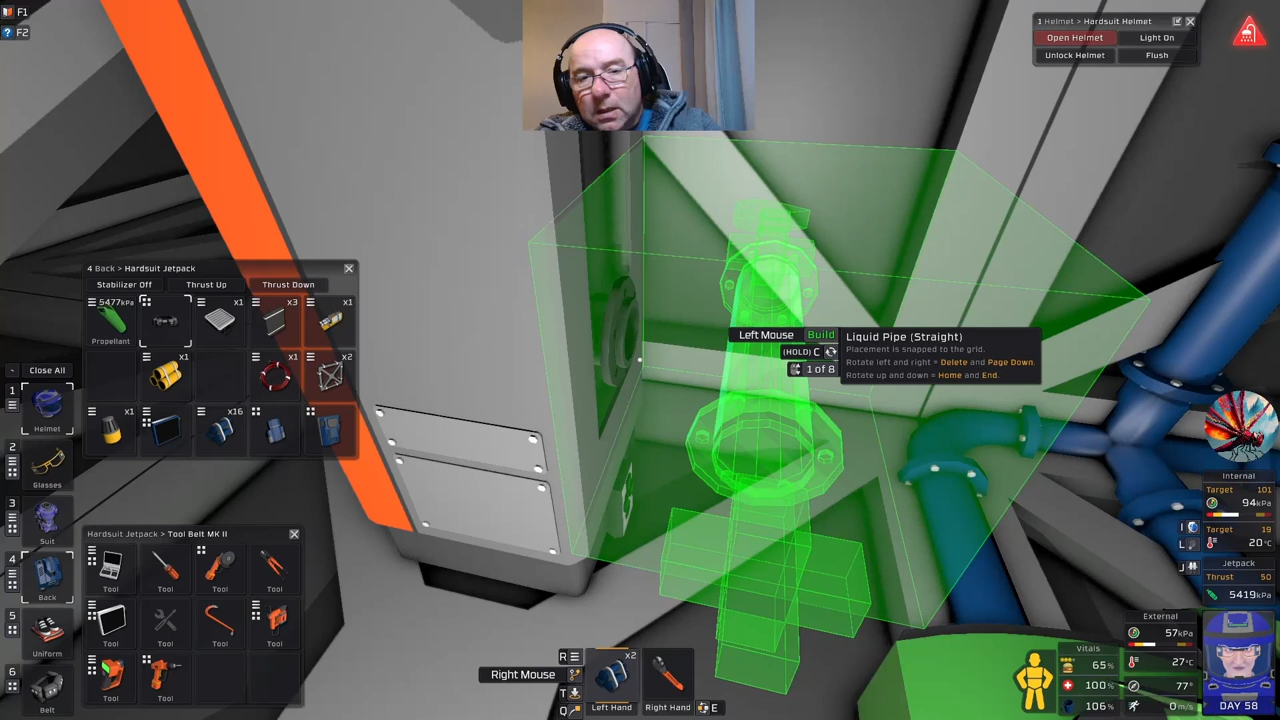 F1
? F2
1 Helmet > Hardsuit Helmet
Open Helmet
Light On
Unlock Helmet
Flush
4 Back > Hardsuit Jetpack
Stabilizer Off
Thrust Up
Thrust Down
5477kPa
x1
x3
x1
Propellant
x1
x1
x2
x1
x16
Close All
1
Helmet
2
Glasses
3
Suit
4
Back
5
Uniform
6
Belt
Hardsuit Jetpack > Tool Belt MK II
Tool
Tool
Tool
Tool
Tool
Tool
Tool
Tool
Tool
Tool
Left Mouse Build
(HOLD) C
1 of 8
Liquid Pipe (Straight)
Placement is snapped to the grid.
Rotate left and right = Delete and Page Down.
Rotate up and down = Home and End.
Right Mouse
R
T
Q
x2
Left Hand
Right Hand
E
Internal
Target 101
94kPa
Target 19
20°C
I
L
J
Jetpack
Thrust 50
5419kPa
External
57kPa
27°C
77°
0m/s
Vitals
65%
100%
106%
DAY 58